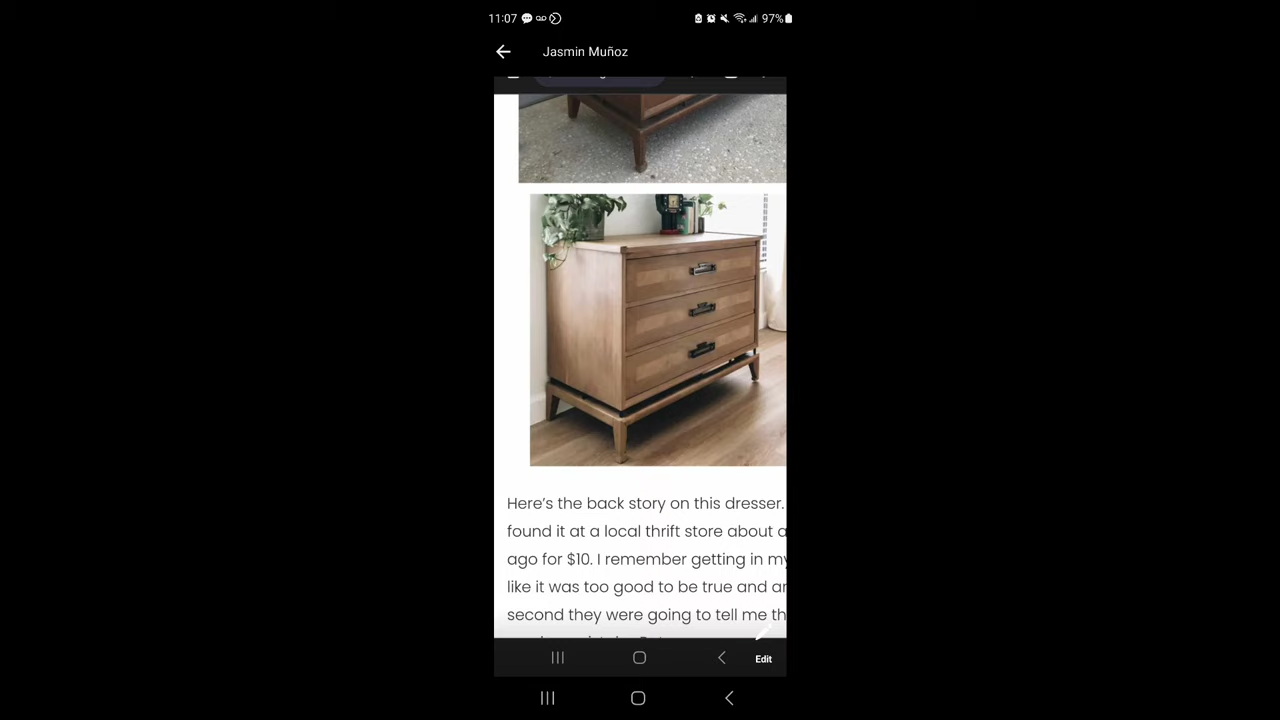 11:07
97%
Jasmin Muñoz
Here's the back story on this dresser.
found it at a local thrift store about a
ago for $10. I remember getting in my
like it was too good to be true and
second they were going to tell me
Edit